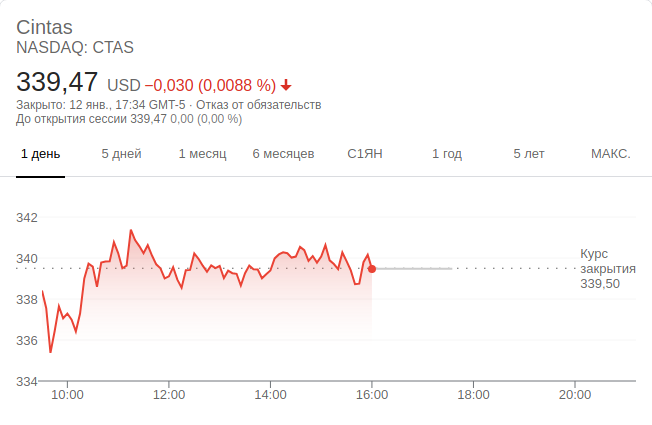 Cintas
NASDAQ: CTAS
339,47 USD −0,030 (0,0088 %)
Закрыто: 12 янв., 17:34 GMT-5 · Отказ от обязательств
До открытия сессии 339,47 0,00 (0,00 %)
1 день 5 дней 1 месяц 6 месяцев С1ЯН 1 год 5 лет МАКС.
342
340
338
336
334
Курс
закрытия
339,50
10:00 12:00 14:00 16:00 18:00 20:00